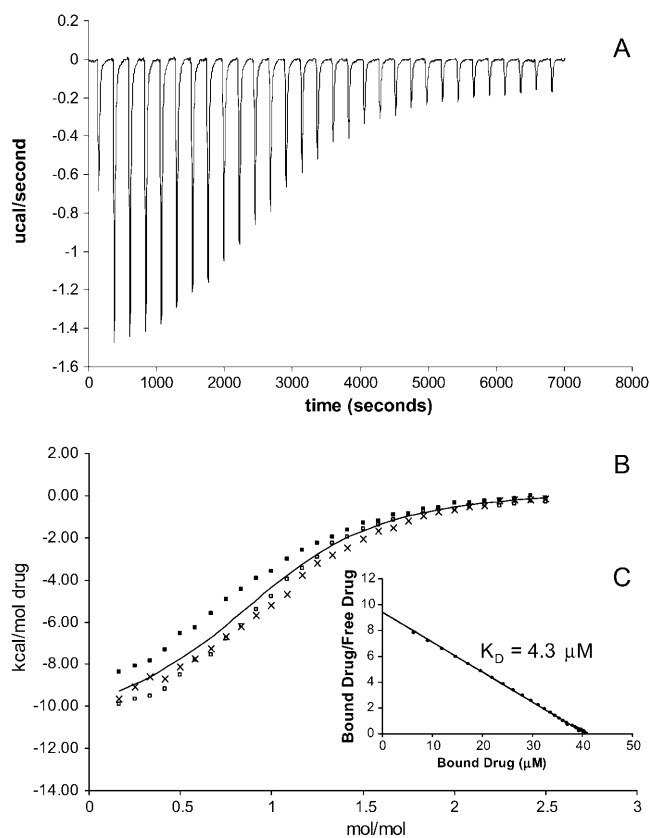 0.2
0
-0.2
-0.4
-0.6
-0.8
-1
-1.2
-1.4
-1.6
ucal/second
A
0 1000 2000 3000 4000 5000 6000 7000 8000
time (seconds)
2.00
0.00
-2.00
-4.00
-6.00
-8.00
-10.00
-12.00
-14.00
kcal/mol drug
B
C
12
10
8
6
4
2
0
Bound Drug/Free Drug
K_D = 4.3 µM
0 10 20 30 40 50
Bound Drug (µM)
0 0.5 1 1.5 2 2.5 3
mol/mol